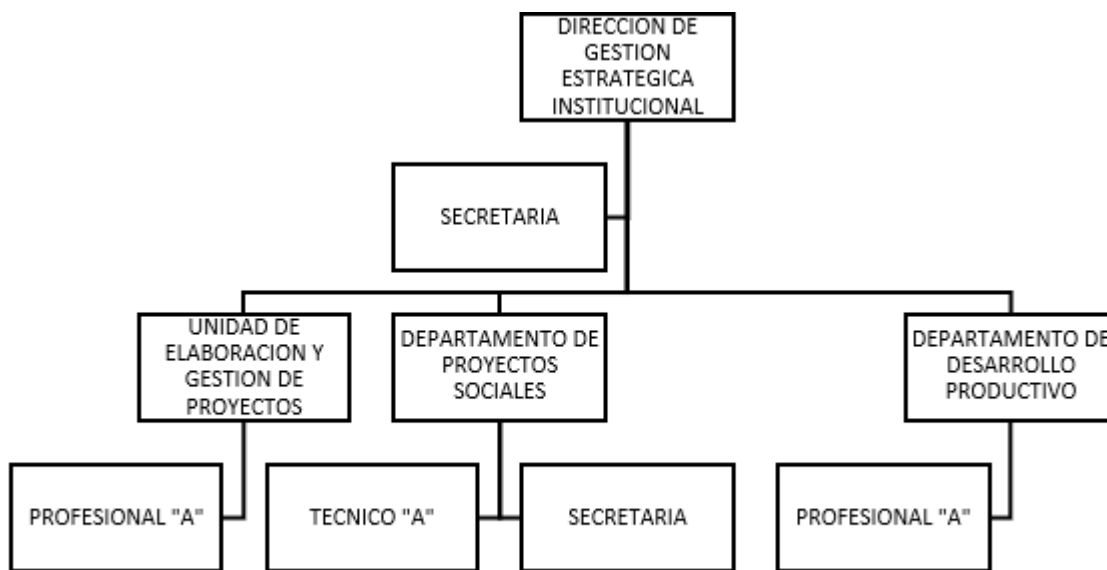 DIRECCION DE
GESTION
ESTRATEGICA
INSTITUCIONAL
SECRETARIA
UNIDAD DE
ELABORACION Y
GESTION DE
PROYECTOS
DEPARTAMENTO DE
PROYECTOS
SOCIALES
DEPARTAMENTO DE
DESARROLLO
PRODUCTIVO
PROFESIONAL "A"
TECNICO "A"
SECRETARIA
PROFESIONAL "A"